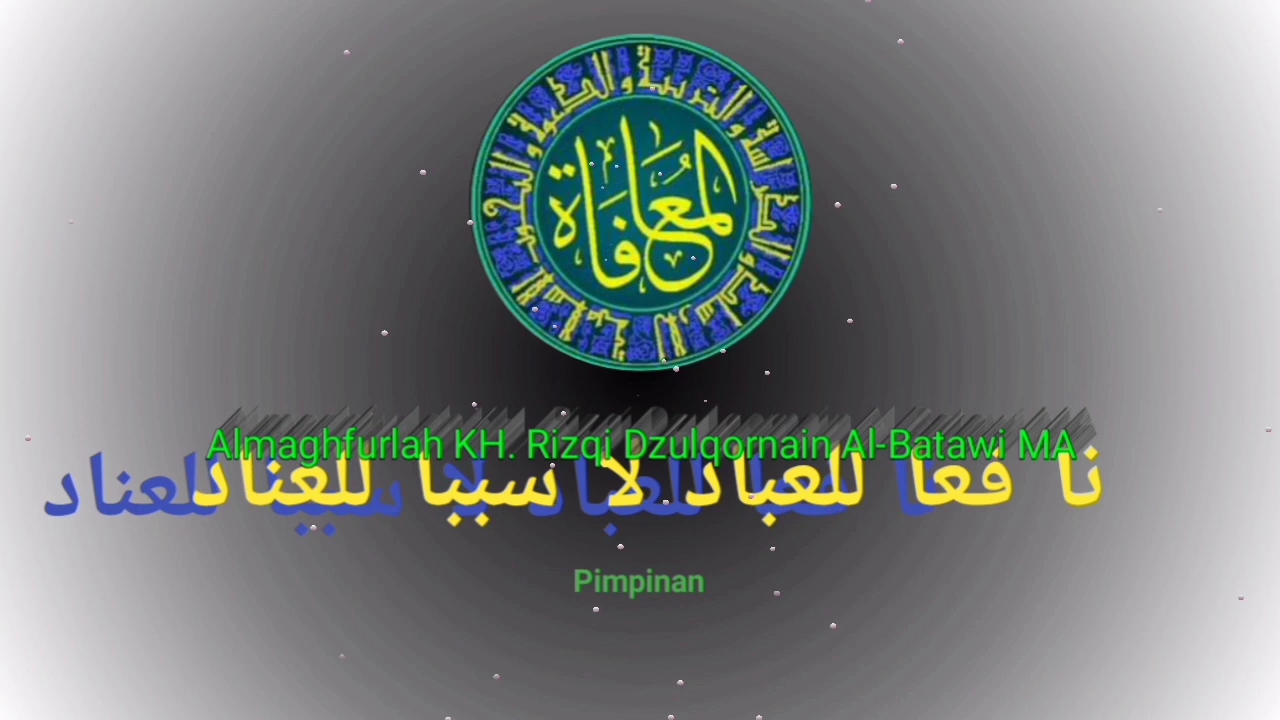 المعافاة
Almaghfurlah KH. Rizqi Dzulqornain Al-Batawi MA
نا فعا للعباد لا سببا للعناد
Pimpinan